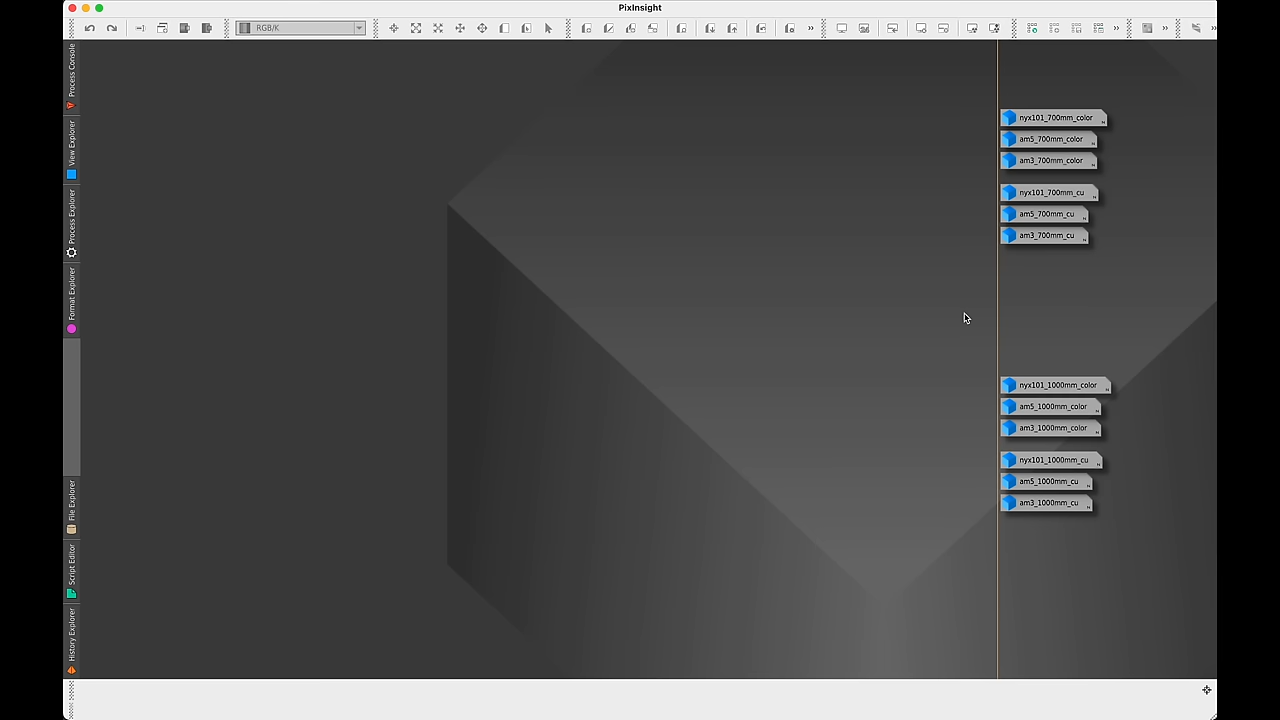 PixInsight
RGB/K
Process Console
View Explorer
Process Explorer
Format Explorer
File Explorer
Script Editor
History Explorer
nyx101_700mm_color
am5_700mm_color
am3_700mm_color
nyx101_700mm_cu
am5_700mm_cu
am3_700mm_cu
nyx101_1000mm_color
am5_1000mm_color
am3_1000mm_color
nyx101_1000mm_cu
am5_1000mm_cu
am3_1000mm_cu